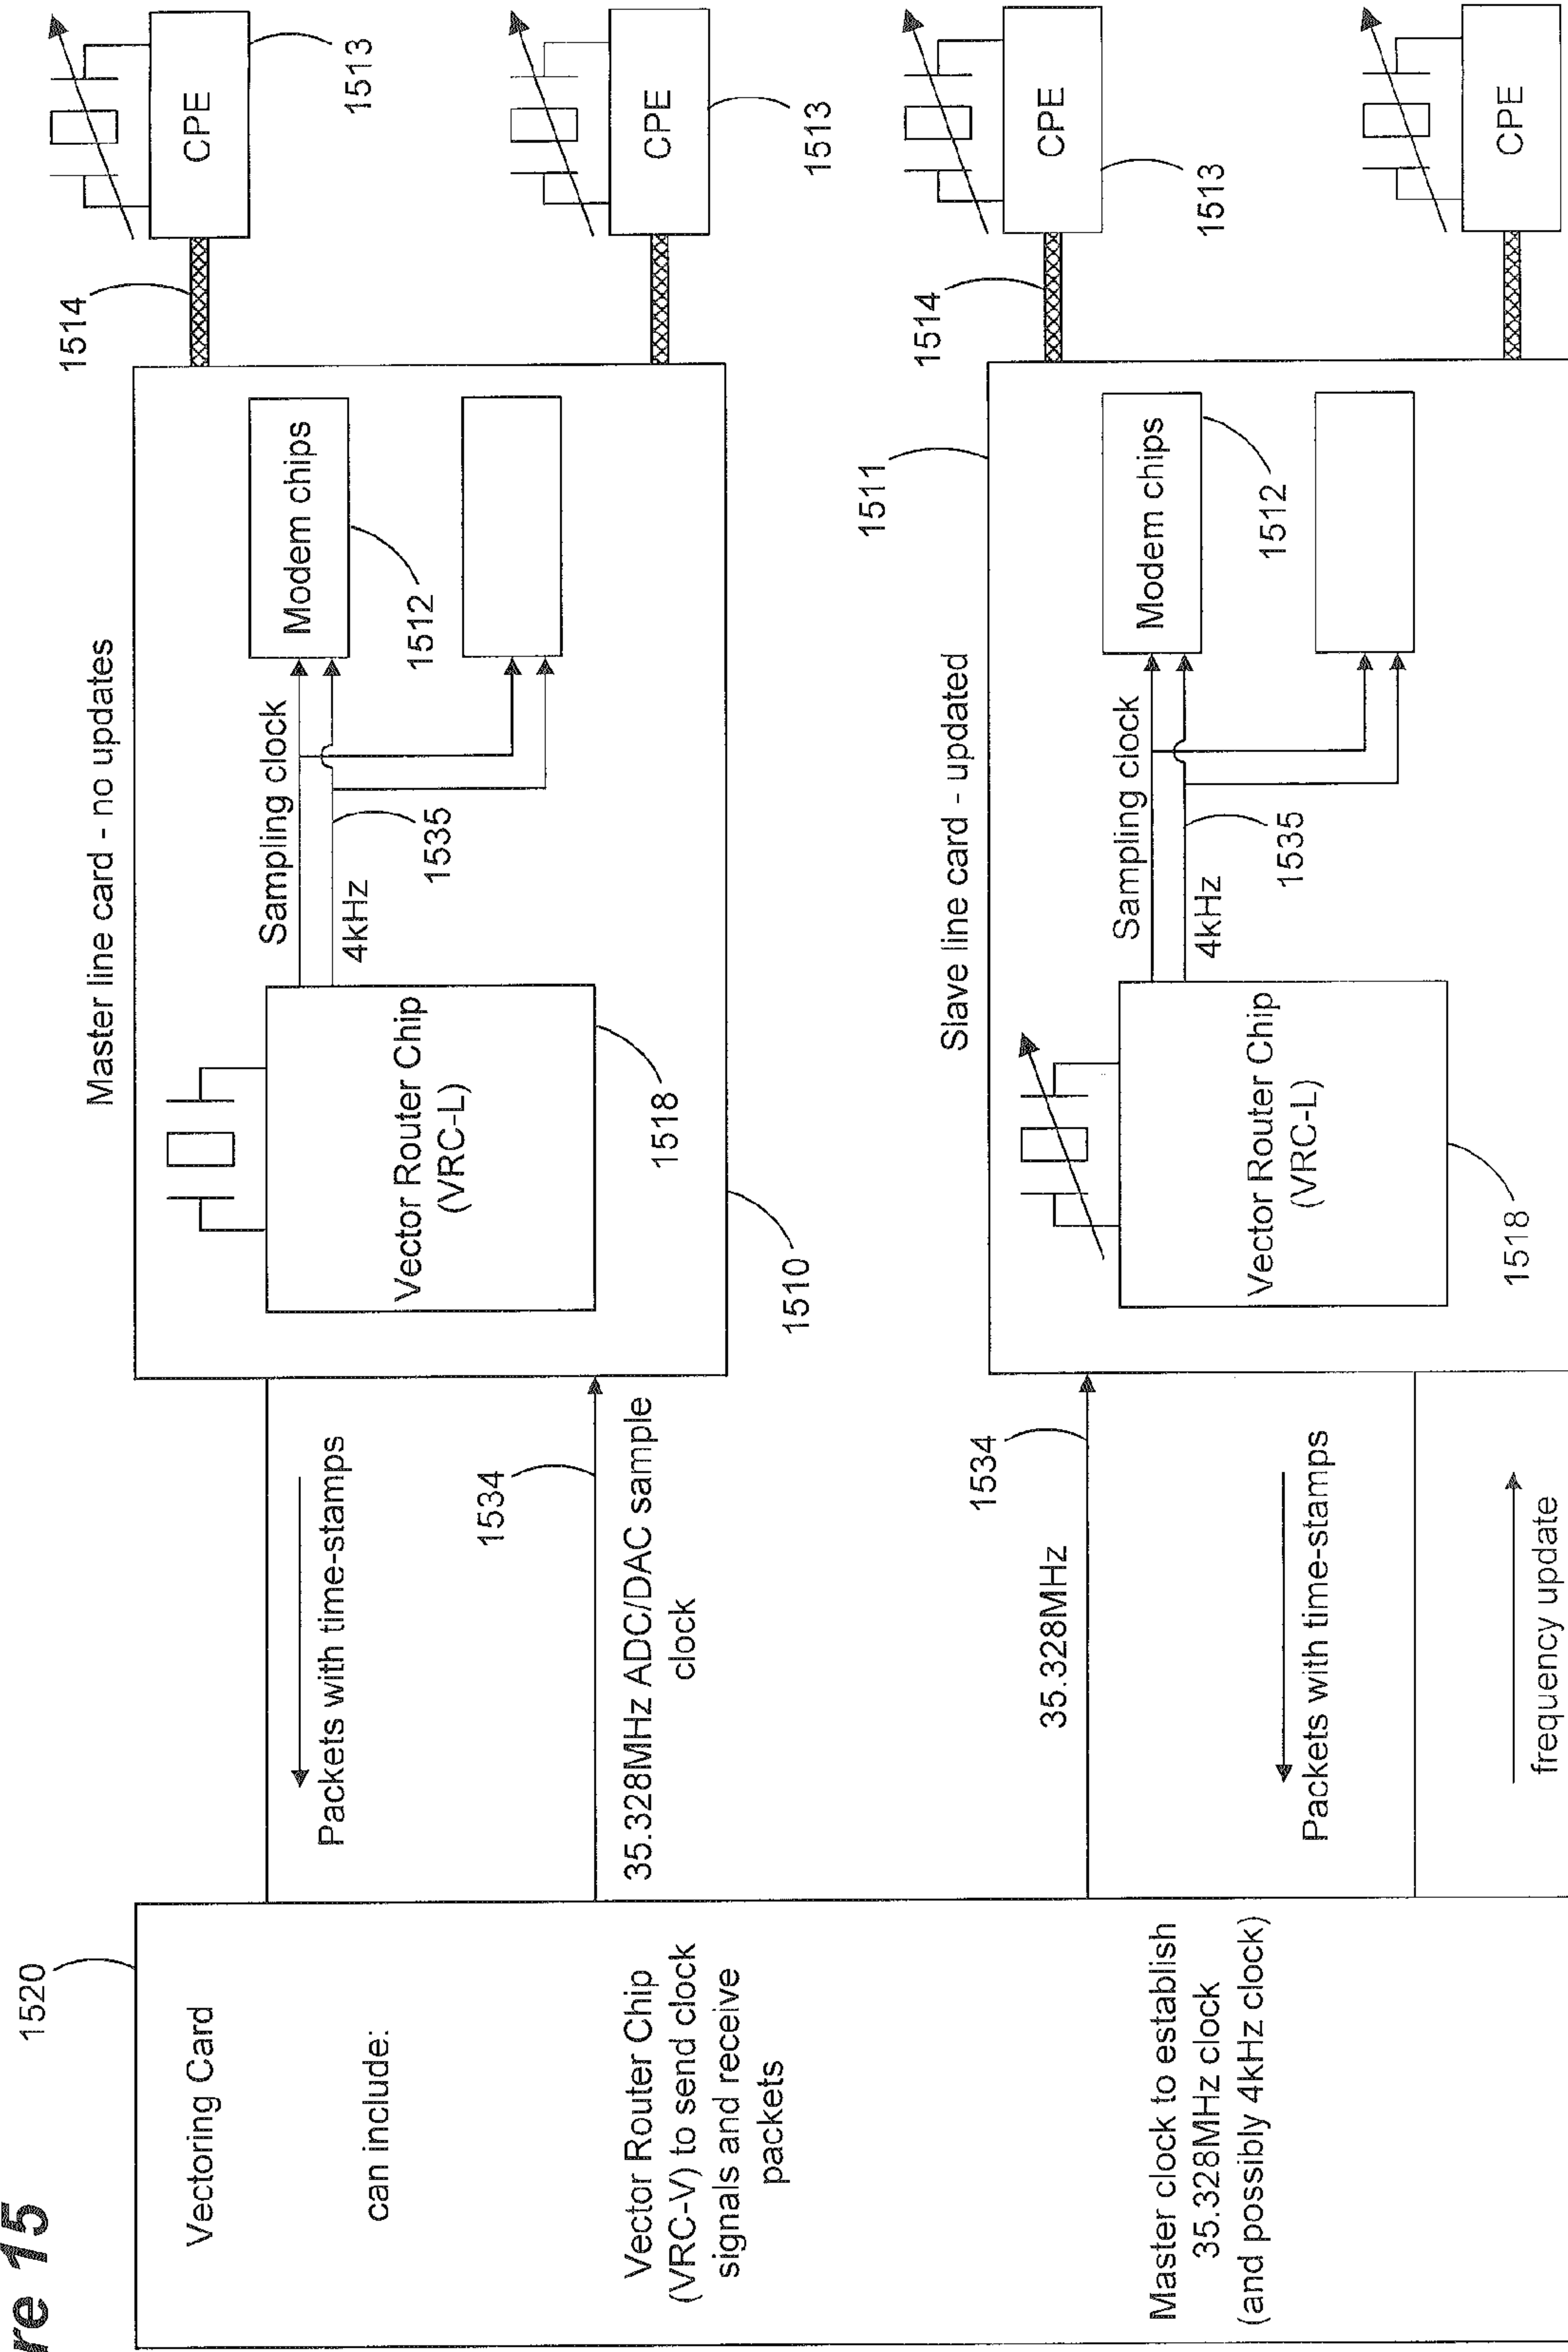 re 15
1520
Vectoring Card
can include:
Vector Router Chip
(VRC-V) to send clock
signals and receive
packets
Master clock to establish
35.328MHz clock
(and possibly 4kHz clock)
Packets with time-stamps
1534
35.328MHz ADC/DAC sample
clock
1534
35.328MHz
Packets with time-stamps
frequency update
Master line card - no updates
Vector Router Chip
(VRC-L)
1518
1510
Sampling clock
4kHz
1535
Modem chips
1512
1514
CPE
1513
CPE
1513
Slave line card - updated
1511
Vector Router Chip
(VRC-L)
1518
Sampling clock
4kHz
1535
Modem chips
1512
1514
CPE
1513
CPE